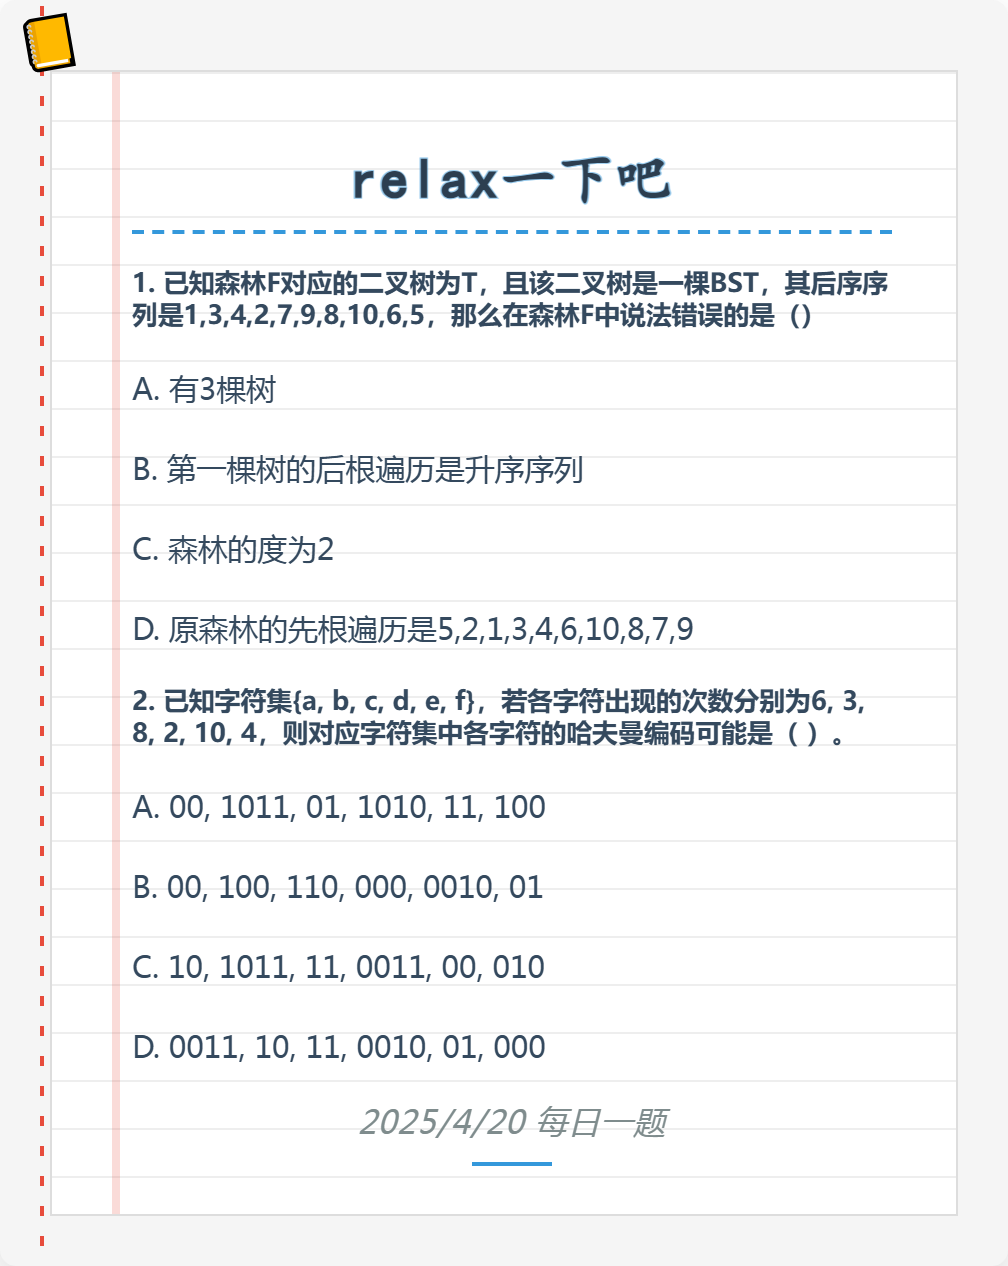 relax一下吧
1. 已知森林F对应的二叉树为T，且该二叉树是一棵BST，其后序序
列是1,3,4,2,7,9,8,10,6,5，那么在森林F中说法错误的是（）
A. 有3棵树
B. 第一棵树的后根遍历是升序序列
C. 森林的度为2
D. 原森林的先根遍历是5,2,1,3,4,6,10,8,7,9
2. 已知字符集{a, b, c, d, e, f}，若各字符出现的次数分别为6, 3,
8, 2, 10, 4，则对应字符集中各字符的哈夫曼编码可能是（ ）。
A. 00, 1011, 01, 1010, 11, 100
B. 00, 100, 110, 000, 0010, 01
C. 10, 1011, 11, 0011, 00, 010
D. 0011, 10, 11, 0010, 01, 000
2025/4/20 每日一题